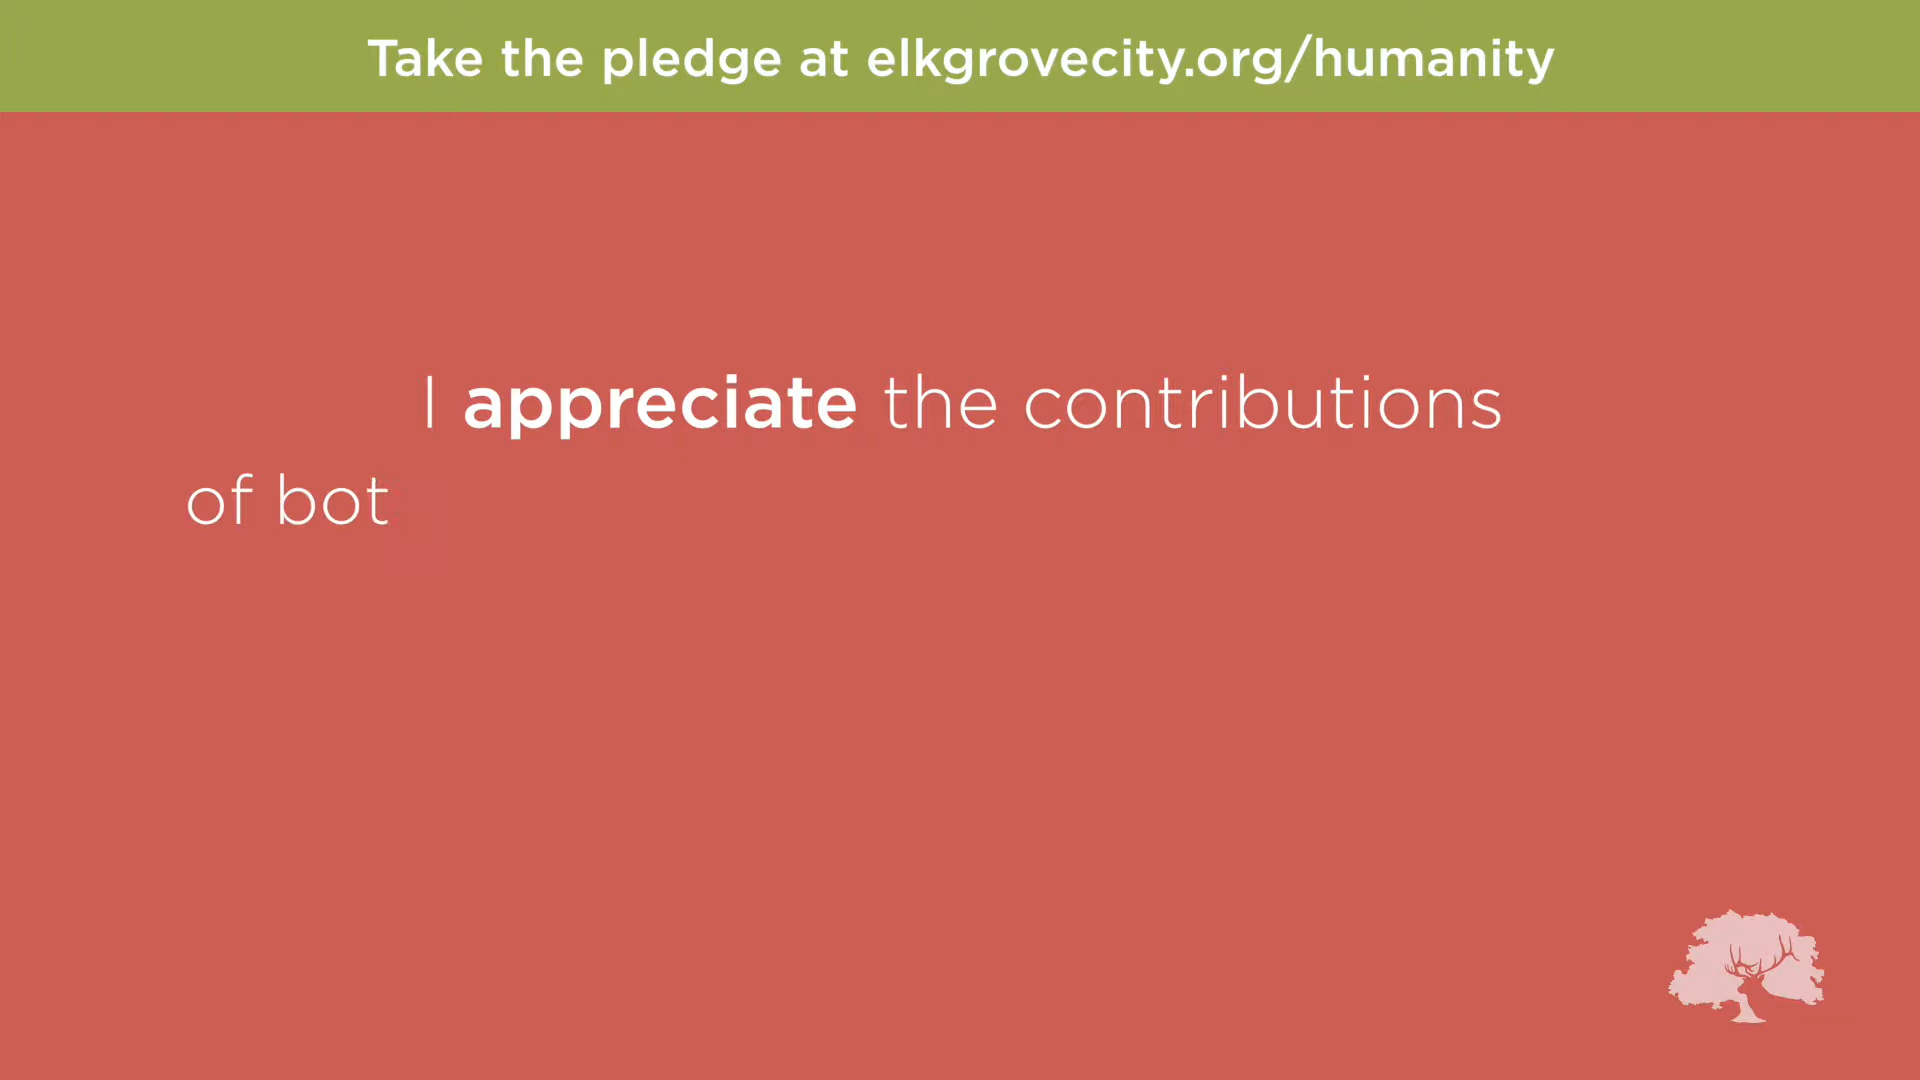 Take the pledge at elkgrovecity.org/humanity
I appreciate the contributions
of bot